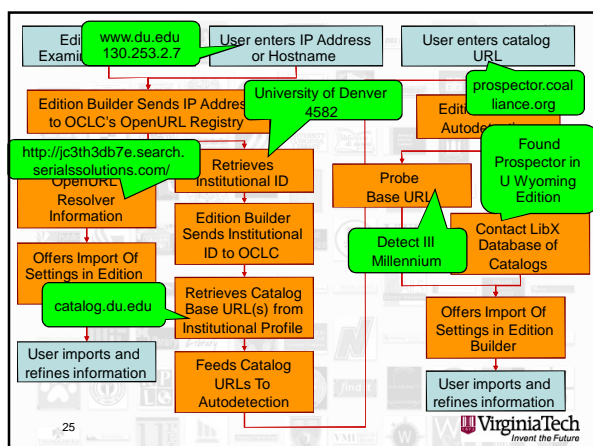 Edi
Exami
www.du.edu
130.253.2.7
User enters IP Address
or Hostname
User enters catalog
URL
prospector.coal
liance.org
Edition Builder Sends IP Addre
to OCLC's OpenURL Registry
University of Denver
4582
Edi
Autodetection
http://jc3th3db7e.search.
serialssolutions.com/
OpenURL
Resolver
Information
Retrieves
Institutional ID
Probe
Base URL
Found
Prospector in
U Wyoming
Edition
Edition Builder
Sends Institutional
ID to OCLC
Detect III
Millennium
Contact LibX
Database of
Catalogs
Offers Import Of
Settings in Edition
catalog.du.edu
Retrieves Catalog
Base URL(s) from
Institutional Profile
Offers Import Of
Settings in Edition
Builder
User imports and
refines information
Feeds Catalog
URLs To
Autodetection
User imports and
refines information
25
VirginiaTech
Invent the Future